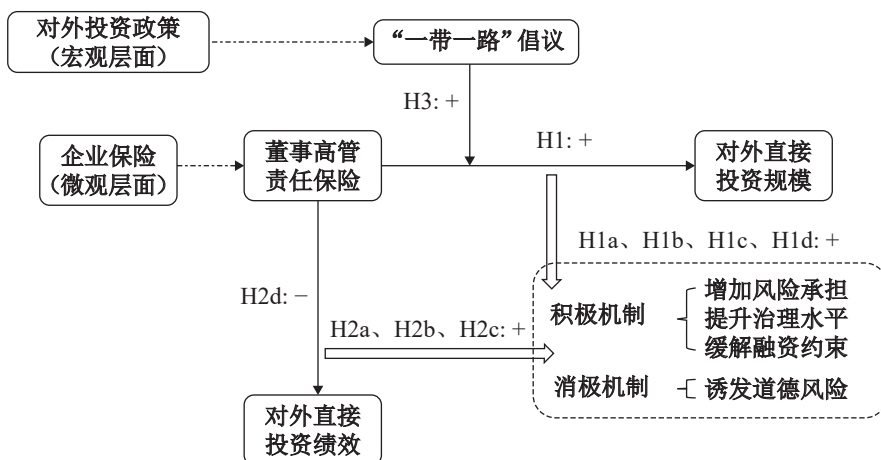 对外投资政策
（宏观层面）
“一带一路”倡议
H3: +
企业保险
（微观层面）
董事高管
责任保险
H1: +
对外直接
投资规模
H1a、H1b、H1c、H1d: +
H2d: −
H2a、H2b、H2c: +
积极机制
增加风险承担
提升治理水平
缓解融资约束
消极机制
诱发道德风险
对外直接
投资绩效